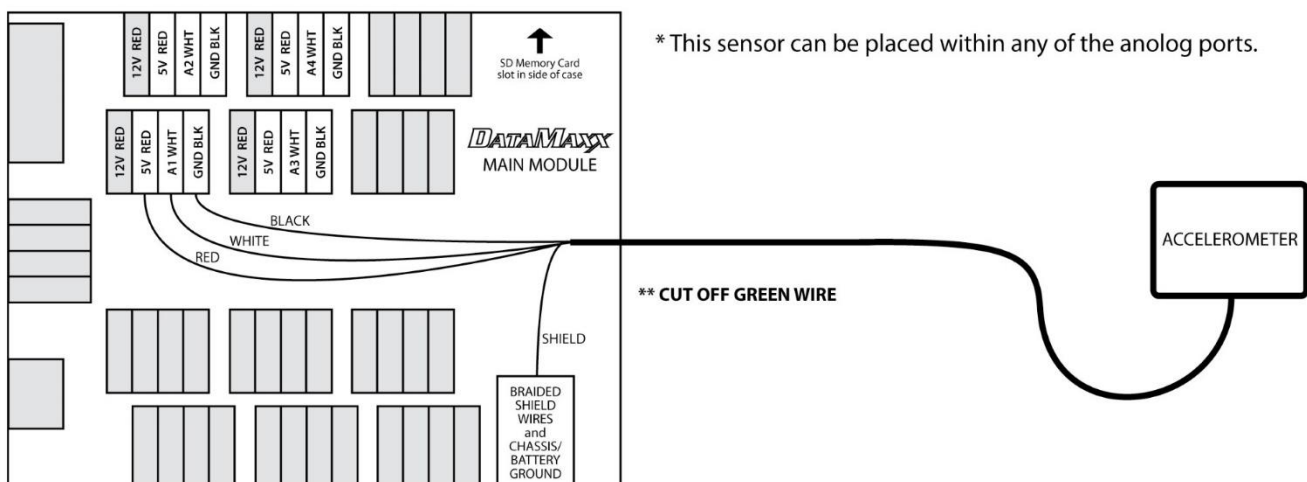 12V RED
5V RED
A2 WHT
GND BLK
12V RED
5V RED
A4 WHT
GND BLK
SD Memory Card
slot in side of case
* This sensor can be placed within any of the anolog ports.
12V RED
5V RED
A1 WHT
GND BLK
12V RED
5V RED
A3 WHT
GND BLK
DATAMAXX
MAIN MODULE
BLACK
WHITE
RED
ACCELEROMETER
** CUT OFF GREEN WIRE
SHIELD
BRAIDED
SHIELD
WIRES
and
CHASSIS/
BATTERY
GROUND